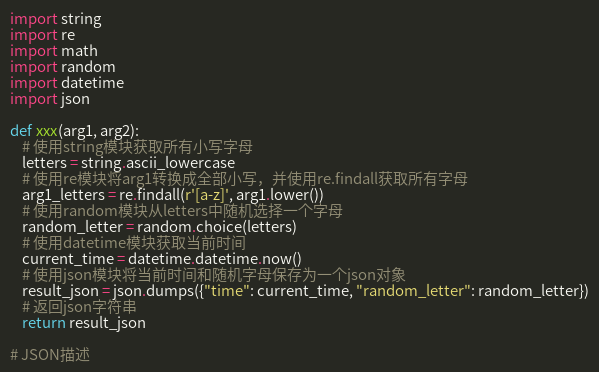 import string
import re
import math
import random
import datetime
import json

def xxx(arg1, arg2):
    # 使用string模块获取所有小写字母
    letters = string.ascii_lowercase
    # 使用re模块将arg1转换成全部小写，并使用re.findall获取所有字母
    arg1_letters = re.findall(r'[a-z]', arg1.lower())
    # 使用random模块从letters中随机选择一个字母
    random_letter = random.choice(letters)
    # 使用datetime模块获取当前时间
    current_time = datetime.datetime.now()
    # 使用json模块将当前时间和随机字母保存为一个json对象
    result_json = json.dumps({"time": current_time, "random_letter": random_letter})
    # 返回json字符串
    return result_json

# JSON描述